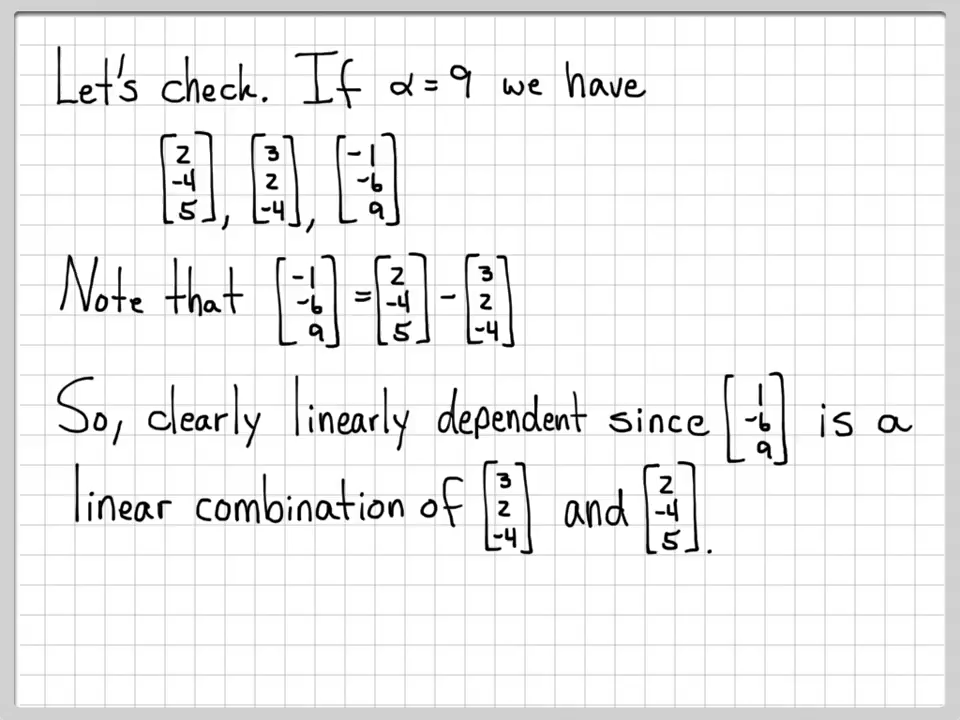 Let's check. If α = 9 we have
[2 -4 5], [3 2 -4], [-1 -6 9]
Note that [-1 -6 9] = [2 -4 5] - [3 2 -4]
So, clearly linearly dependent since [1 -6 9] is a
linear combination of [3 2 -4] and [2 -4 5].